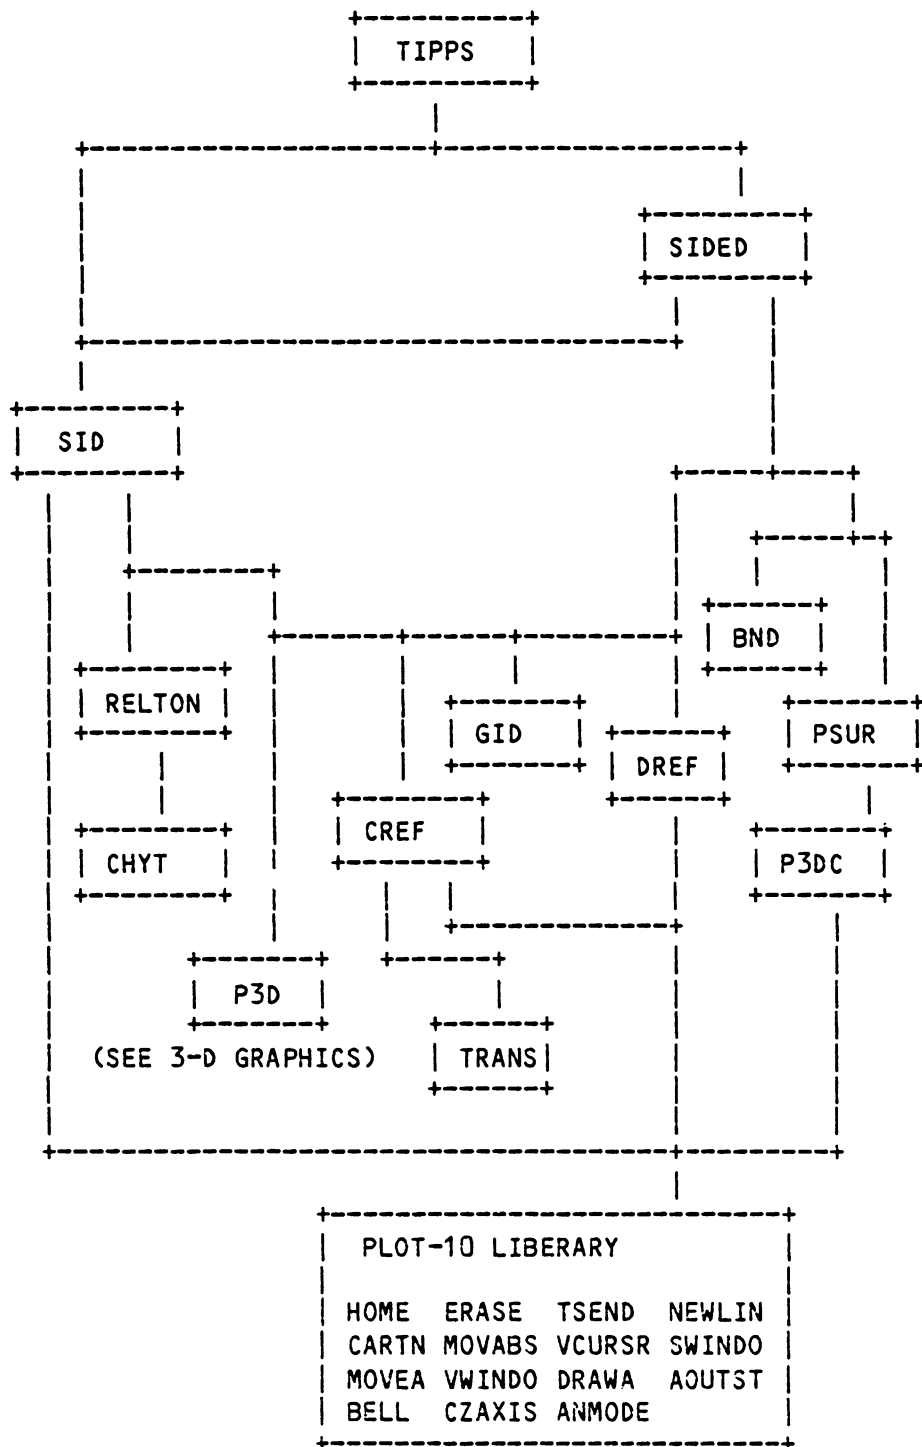 TIPPS
SIDED
SID
BND
RELTON
GID
PSUR
DREF
CREF
CHYT
P3DC
P3D
(SEE 3-D GRAPHICS)
TRANS
PLOT-10 LIBERARY
HOME ERASE TSEND NEWLIN
CARTN MOVABS VCURSR SWINDO
MOVEA VWINDO DRAWA AOUTST
BELL CZAXIS ANMODE